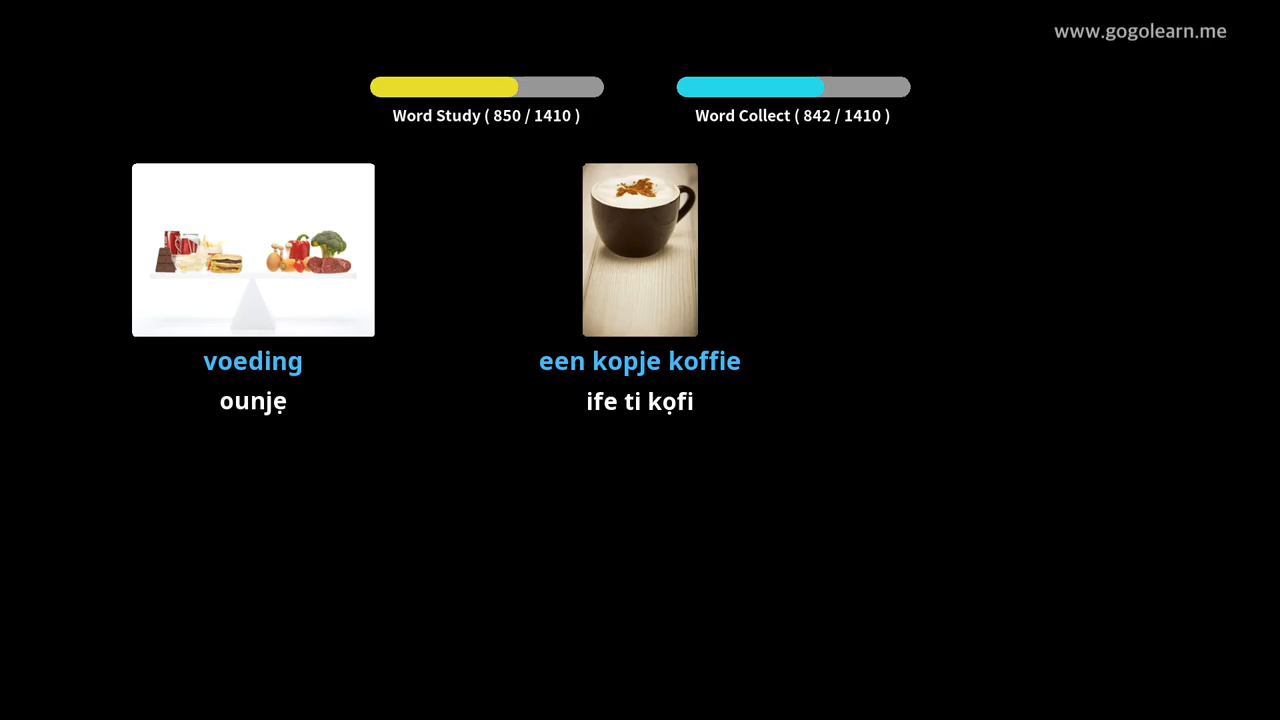 www.gogolearn.me
Word Study ( 850 / 1410 )
Word Collect ( 842 / 1410 )
voeding
ounjẹ
een kopje koffie
ife ti kọfi